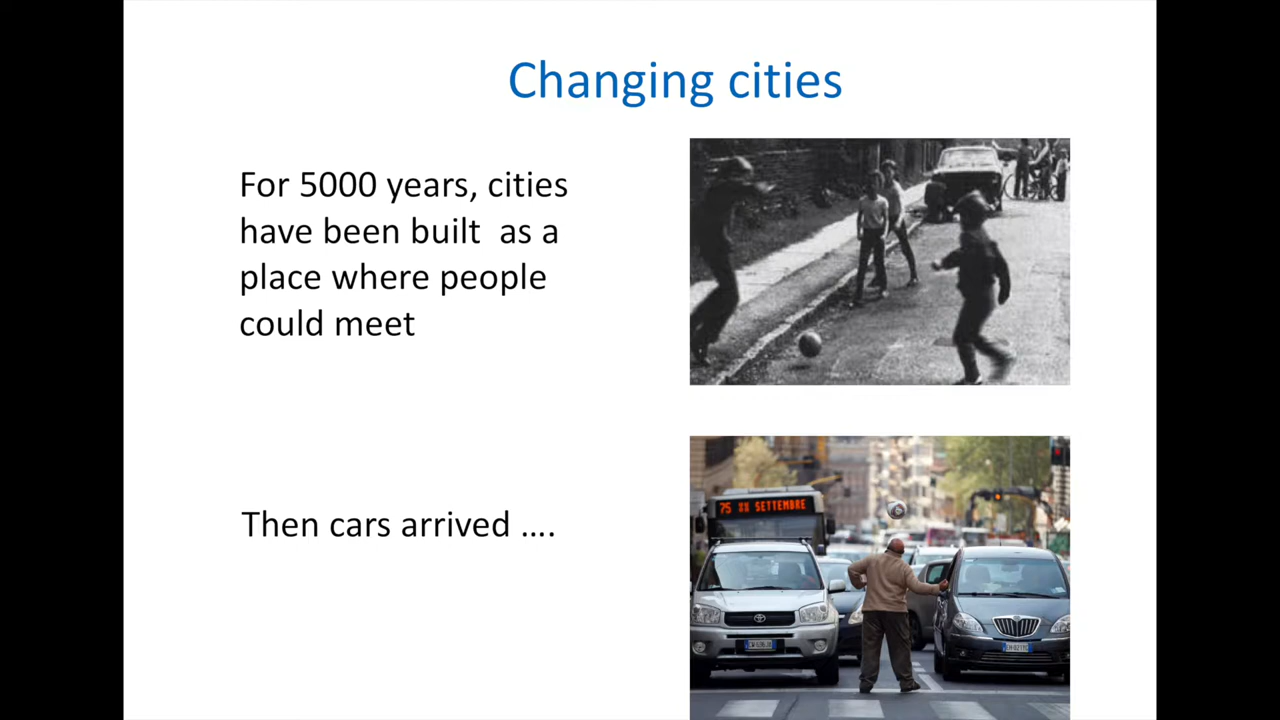 Changing cities
For 5000 years, cities
have been built  as a
place where people
could meet
Then cars arrived ....
75 XX SETTEMBRE